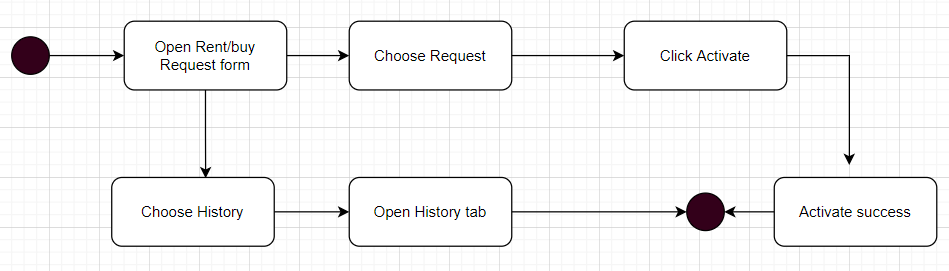 Open Rent/buy
Request form
Choose Request
Click Activate
Choose History
Open History tab
Activate success